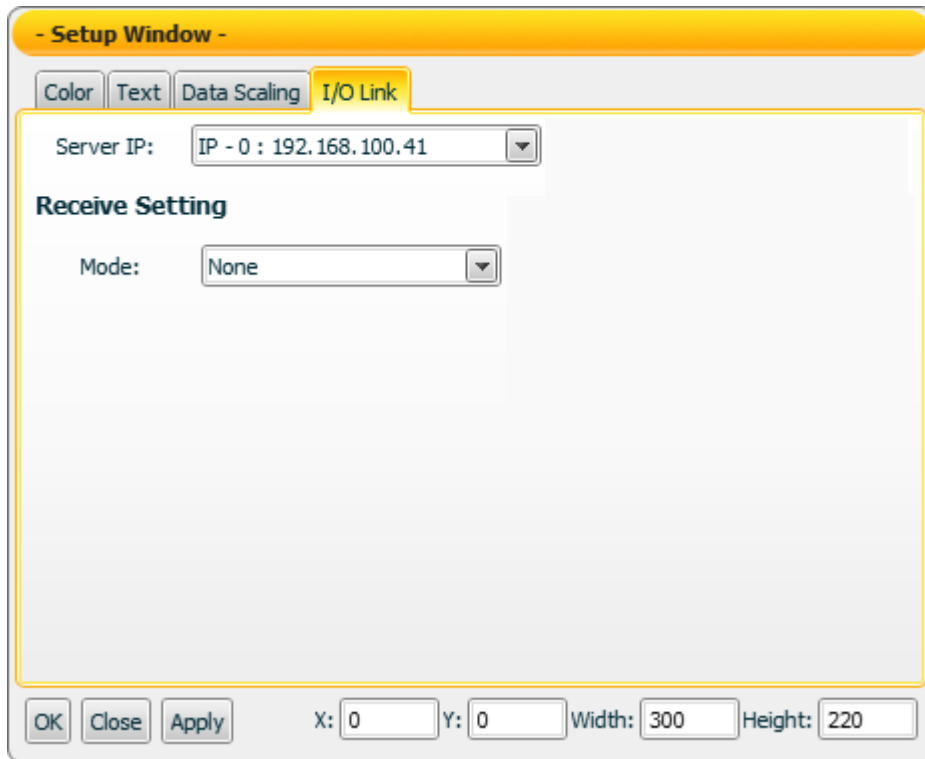 - Setup Window -
Color Text Data Scaling I/O Link
Server IP: IP - 0 : 192.168.100.41
Receive Setting
Mode: None
OK Close Apply X: 0 Y: 0 Width: 300 Height: 220